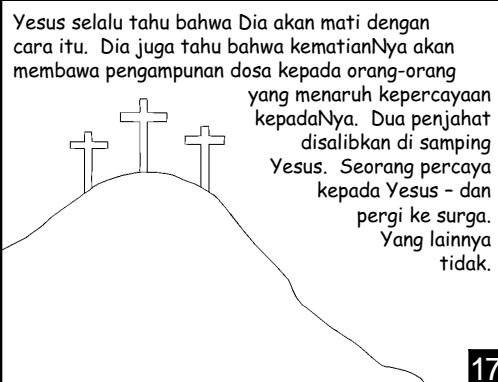 Yesus selalu tahu bahwa Dia akan mati dengan
cara itu. Dia juga tahu bahwa kematianNya akan
membawa pengampunan dosa kepada orang-orang
yang menaruh kepercayaan
kepadaNya. Dua penjahat
disalibkan di samping
Yesus. Seorang percaya
kepada Yesus – dan
pergi ke surga.
Yang lainnya
tidak.
17